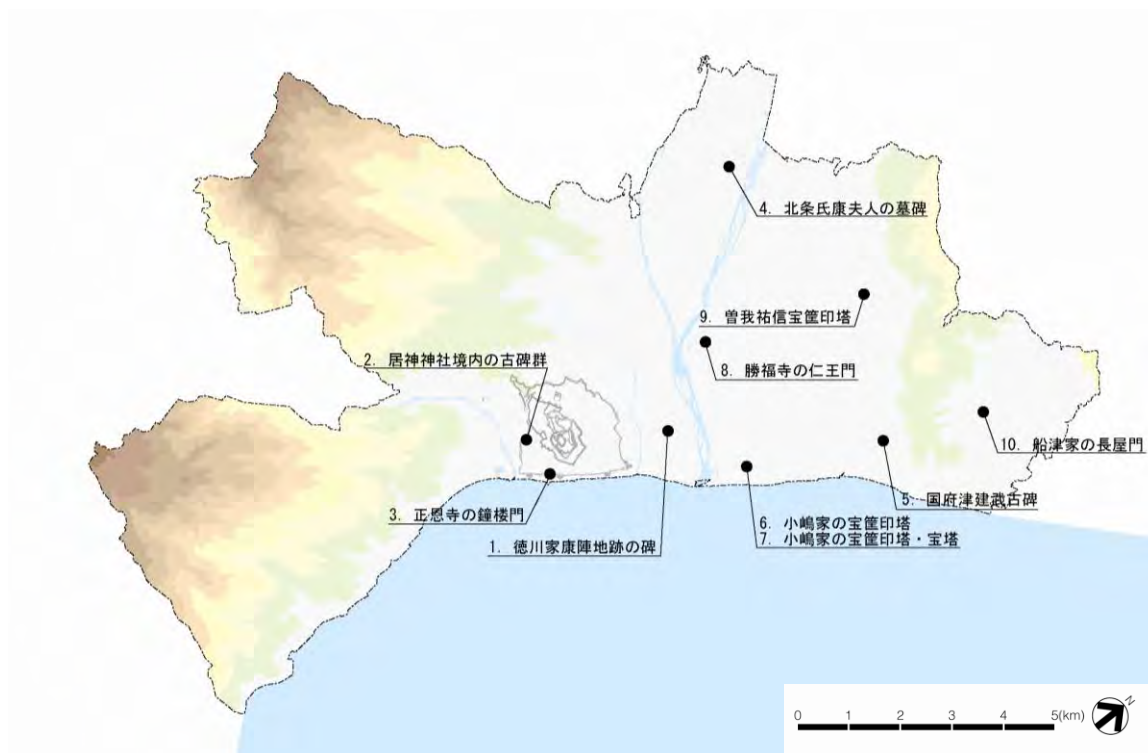 4. 北条氏康夫人の墓碑
9. 曽我祐信宝篋印塔
2. 居神神社境内の古碑群
8. 勝福寺の仁王門
10. 船津家の長屋門
5. 国府津建武古碑
3. 正恩寺の鐘楼門
6. 小嶋家の宝篋印塔
7. 小嶋家の宝篋印塔・宝塔
1. 徳川家康陣地跡の碑
0 1 2 3 4 5(km)
N